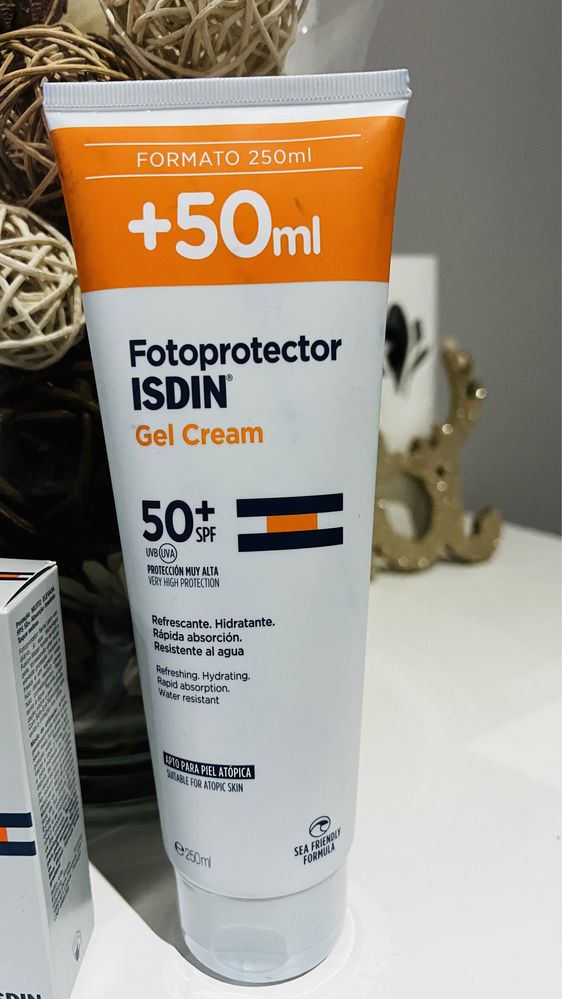 FORMATO 250ml
+50ml
Fotoprotector
ISDIN®
Gel Cream
50+
SPF
UVB UVA
PROTECCIÓN MUY ALTA
VERY HIGH PROTECTION
Refrescante. Hidratante.
Rápida absorción.
Resistente al agua
Refreshing. Hydrating.
Rapid absorption.
Water resistant
APTO PARA PIEL ATÓPICA
SUITABLE FOR ATOPIC SKIN
℮250ml
SEA FRIENDLY
FORMULA
ISDIN